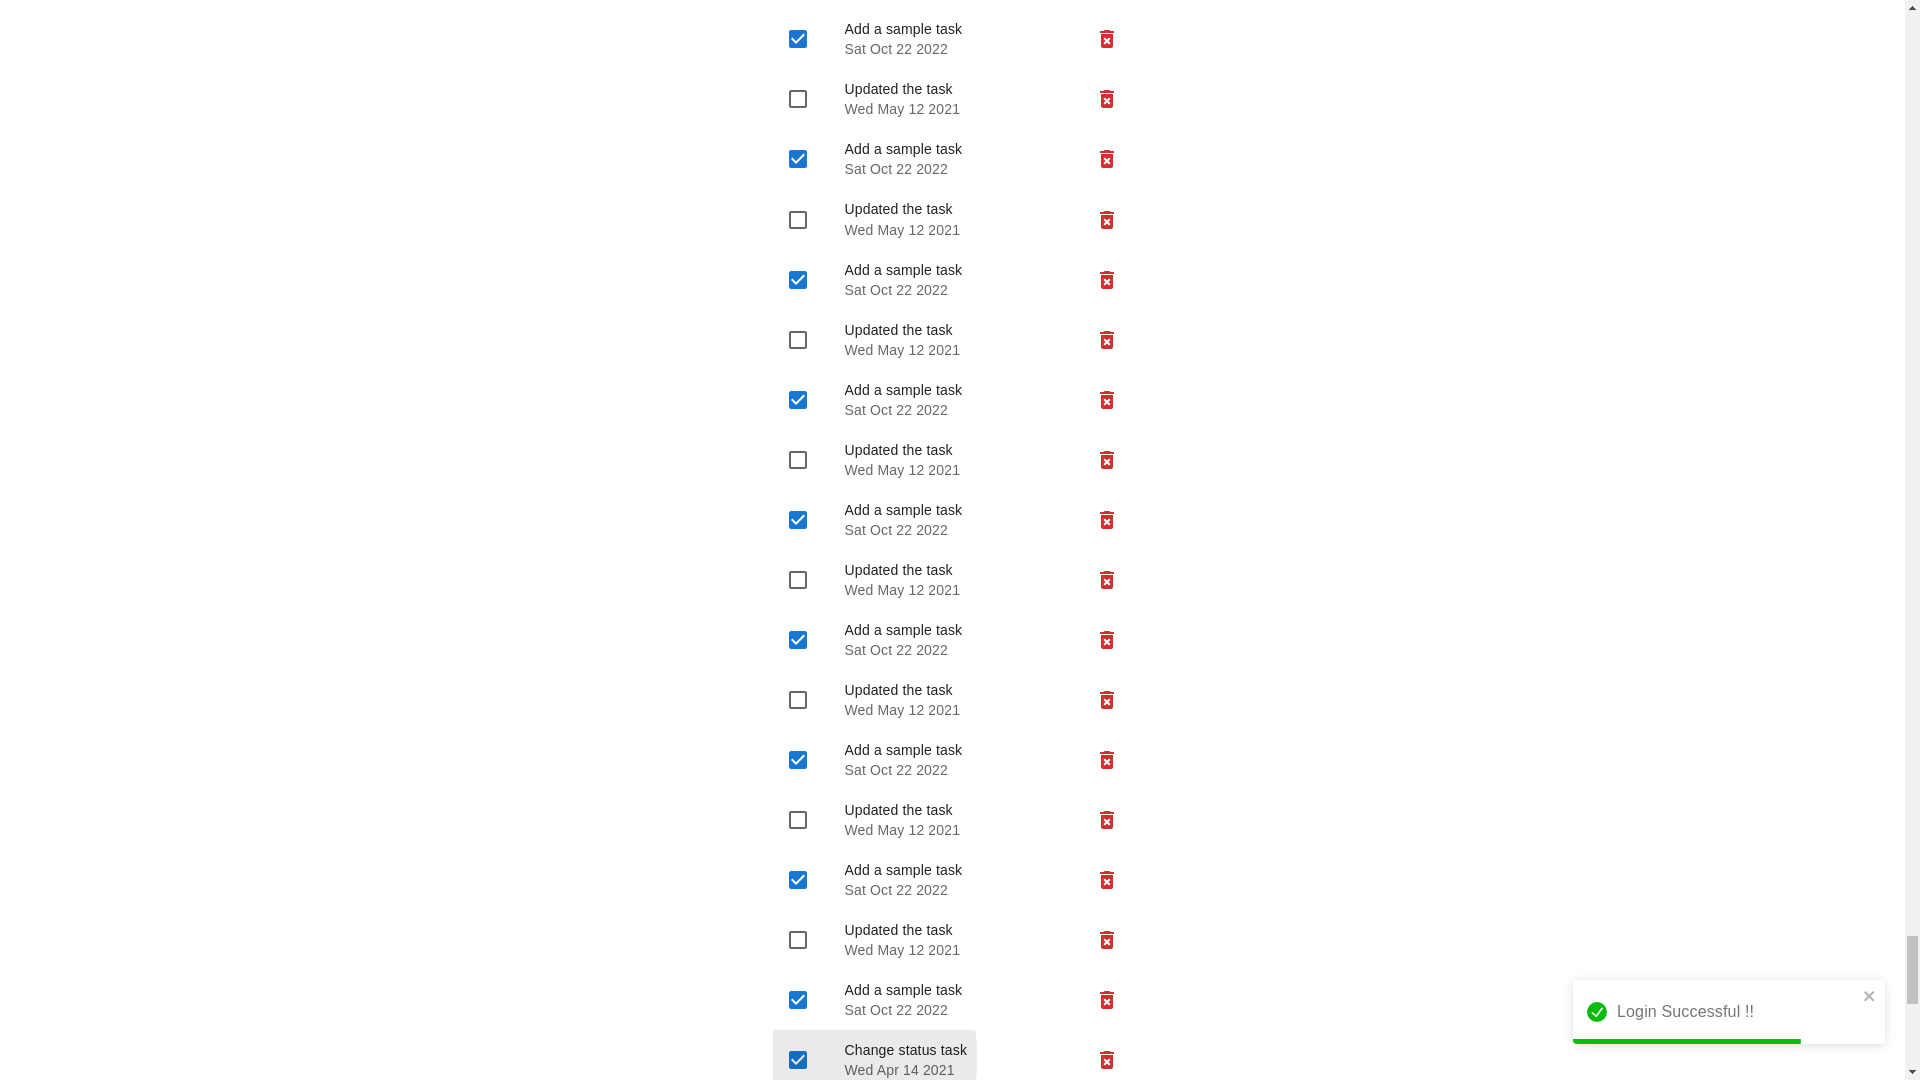 Add a sample task
Sat Oct 22 2022
Updated the task
Wed May 12 2021
Add a sample task
Sat Oct 22 2022
Updated the task
Wed May 12 2021
Add a sample task
Sat Oct 22 2022
Updated the task
Wed May 12 2021
Add a sample task
Sat Oct 22 2022
Updated the task
Wed May 12 2021
Add a sample task
Sat Oct 22 2022
Updated the task
Wed May 12 2021
Add a sample task
Sat Oct 22 2022
Updated the task
Wed May 12 2021
Add a sample task
Sat Oct 22 2022
Updated the task
Wed May 12 2021
Add a sample task
Sat Oct 22 2022
Updated the task
Wed May 12 2021
Add a sample task
Sat Oct 22 2022
Login Successful !!
Change status task
Wed Apr 14 2021